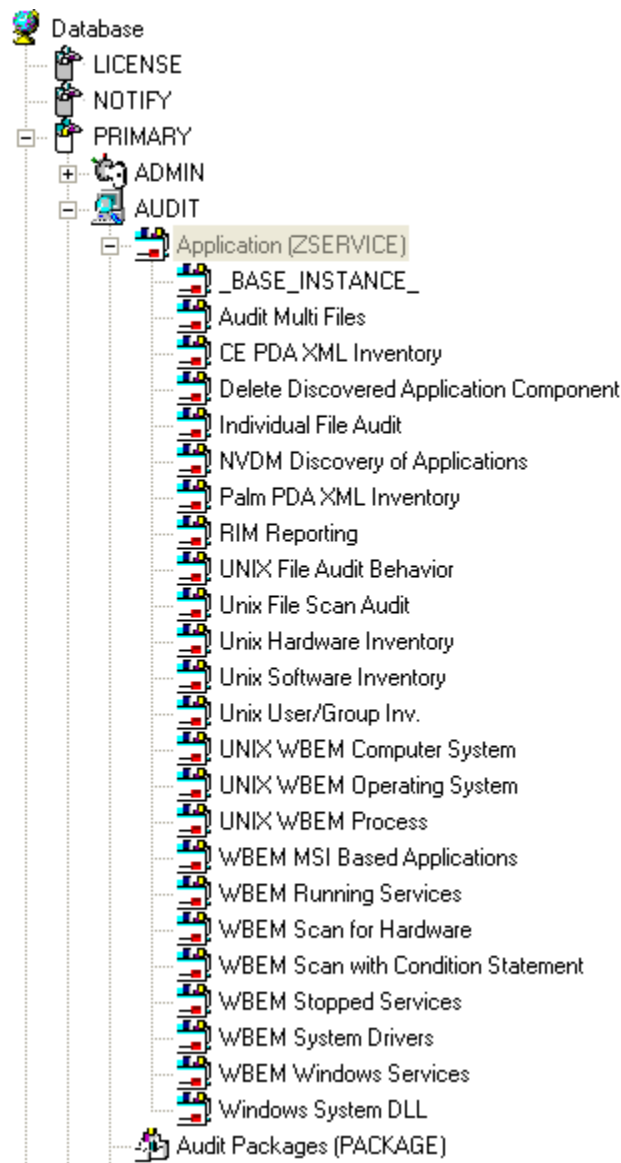 Database
LICENSE
NOTIFY
PRIMARY
ADMIN
AUDIT
Application (ZSERVICE)
_BASE_INSTANCE_
Audit Multi Files
CE PDA XML Inventory
Delete Discovered Application Component
Individual File Audit
NVDM Discovery of Applications
Palm PDA XML Inventory
RIM Reporting
UNIX File Audit Behavior
Unix File Scan Audit
Unix Hardware Inventory
Unix Software Inventory
Unix User/Group Inv.
UNIX WBEM Computer System
UNIX WBEM Operating System
UNIX WBEM Process
WBEM MSI Based Applications
WBEM Running Services
WBEM Scan for Hardware
WBEM Scan with Condition Statement
WBEM Stopped Services
WBEM System Drivers
WBEM Windows Services
Windows System DLL
Audit Packages (PACKAGE)